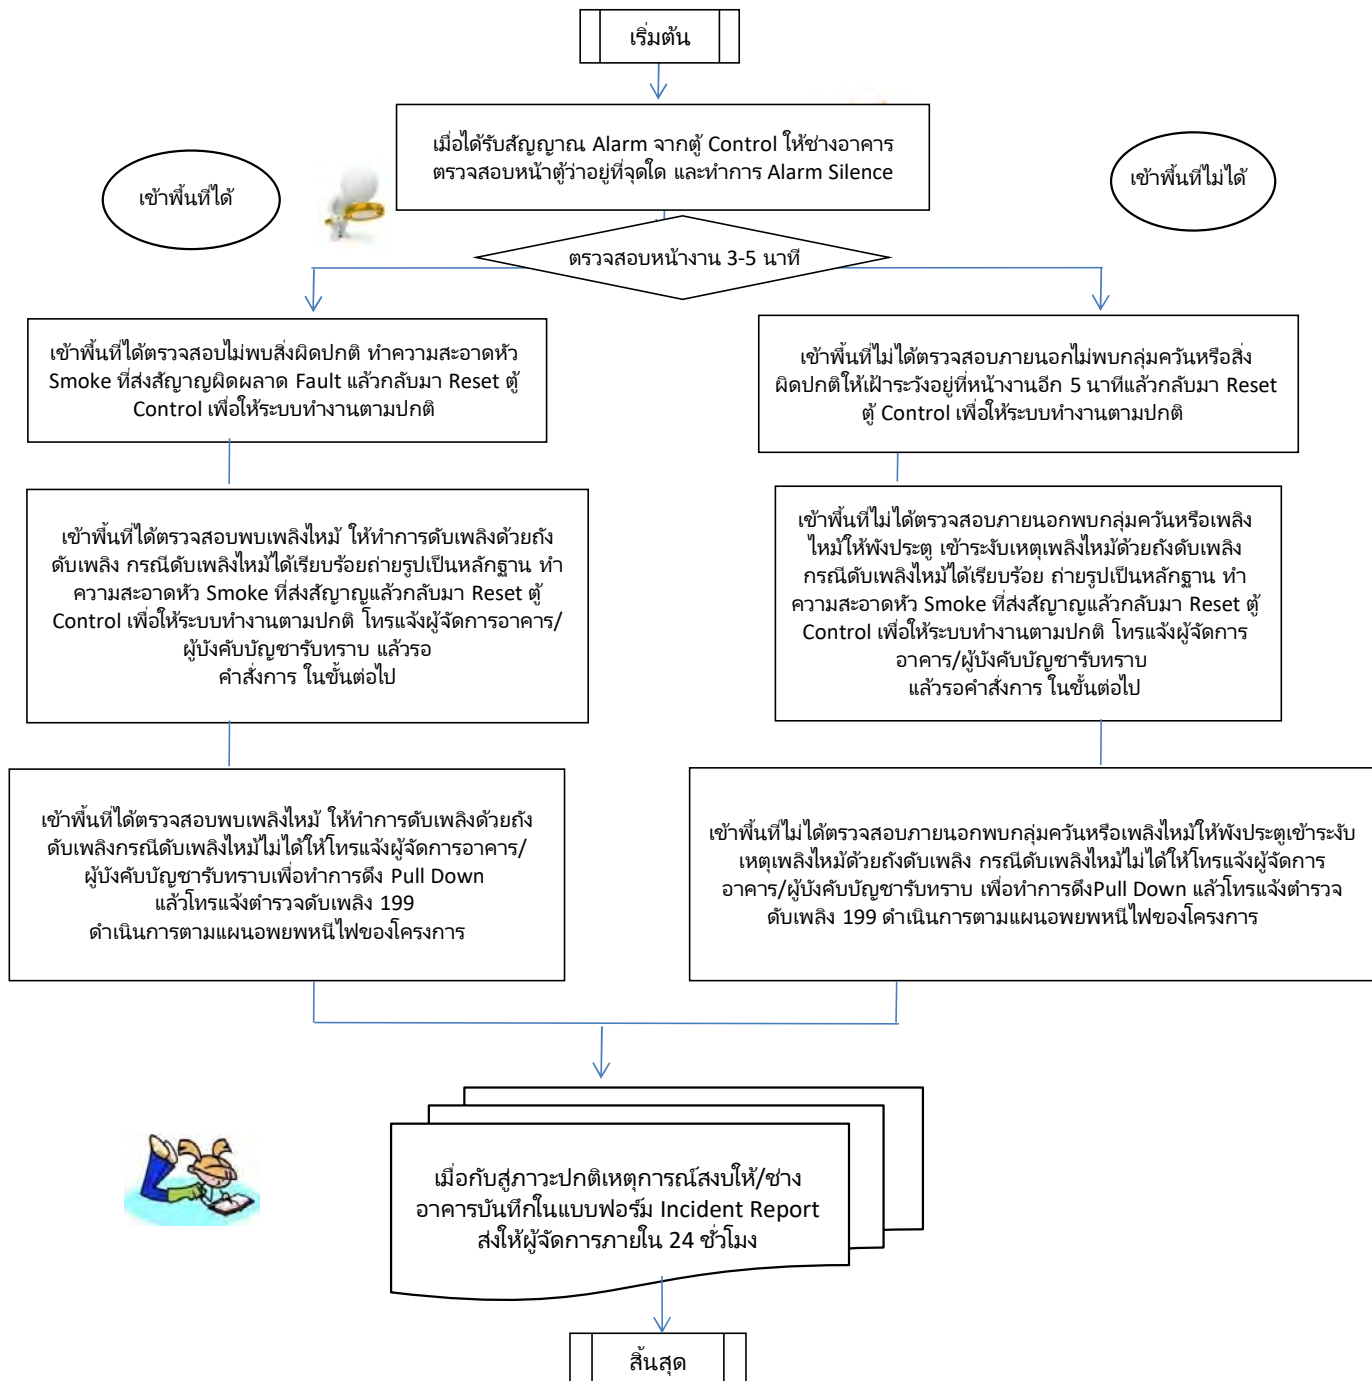 เริ่มต้น
เมื่อได้รับสัญญาณ Alarm จากตู้ Control ให้ช่างอาคาร
ตรวจสอบหน้าตู้ว่าอยู่ที่จุดใด และทำการ Alarm Silence
เข้าพื้นที่ได้
เข้าพื้นที่ไม่ได้
ตรวจสอบหน้างาน 3-5 นาที
เข้าพื้นที่ได้ตรวจสอบไม่พบสิ่งผิดปกติ ทำความสะอาดหัว
Smoke ที่ส่งสัญาญผิดผลาด Fault แล้วกลับมา Reset ตู้
Control เพื่อให้ระบบทำงานตามปกติ
เข้าพื้นที่ไม่ได้ตรวจสอบภายนอกไม่พบกลุ่มควันหรือสิ่ง
ผิดปกติให้เฝ้าระวังอยู่ที่หน้างานอีก 5 นาทีแล้วกลับมา Reset
ตู้ Control เพื่อให้ระบบทำงานตามปกติ
เข้าพื้นที่ได้ตรวจสอบพบเพลิงไหม้ ให้ทำการดับเพลิงด้วยถัง
ดับเพลิง กรณีดับเพลิงไหม้ได้เรียบร้อยถ่ายรูปเป็นหลักฐาน ทำ
ความสะอาดหัว Smoke ที่ส่งสัญาญแล้วกลับมา Reset ตู้
Control เพื่อให้ระบบทำงานตามปกติ โทรแจ้งผู้จัดการอาคาร/
ผู้บังคับบัญชารับทราบ แล้วรอ
คำสั่งการ ในขั้นต่อไป
เข้าพื้นที่ไม่ได้ตรวจสอบภายนอกพบกลุ่มควันหรือเพลิง
ไหม้ให้พังประตู เข้าระงับเหตุเพลิงไหม้ด้วยถังดับเพลิง
กรณีดับเพลิงไหม้ได้เรียบร้อย ถ่ายรูปเป็นหลักฐาน ทำ
ความสะอาดหัว Smoke ที่ส่งสัญาญแล้วกลับมา Reset ตู้
Control เพื่อให้ระบบทำงานตามปกติ โทรแจ้งผู้จัดการ
อาคาร/ผู้บังคับบัญชารับทราบ
แล้วรอคำสั่งการ ในขั้นต่อไป
เข้าพื้นที่ได้ตรวจสอบพบเพลิงไหม้ ให้ทำการดับเพลิงด้วยถัง
ดับเพลิงกรณีดับเพลิงไหม้ไม่ได้ให้โทรแจ้งผู้จัดการอาคาร/
ผู้บังคับบัญชารับทราบเพื่อทำการดึง Pull Down
แล้วโทรแจ้งตำรวจดับเพลิง 199
ดำเนินการตามแผนอพยพหนีไฟของโครงการ
เข้าพื้นที่ไม่ได้ตรวจสอบภายนอกพบกลุ่มควันหรือเพลิงไหม้ให้พังประตูเข้าระงับ
เหตุเพลิงไหม้ด้วยถังดับเพลิง กรณีดับเพลิงไหม้ไม่ได้ให้โทรแจ้งผู้จัดการ
อาคาร/ผู้บังคับบัญชารับทราบ เพื่อทำการดึงPull Down แล้วโทรแจ้งตำรวจ
ดับเพลิง 199 ดำเนินการตามแผนอพยพหนีไฟของโครงการ
เมื่อกับสู่ภาวะปกติเหตุการณ์สงบให้/ช่าง
อาคารบันทึกในแบบฟอร์ม Incident Report
ส่งให้ผู้จัดการภายใน 24 ชั่วโมง
สิ้นสุด